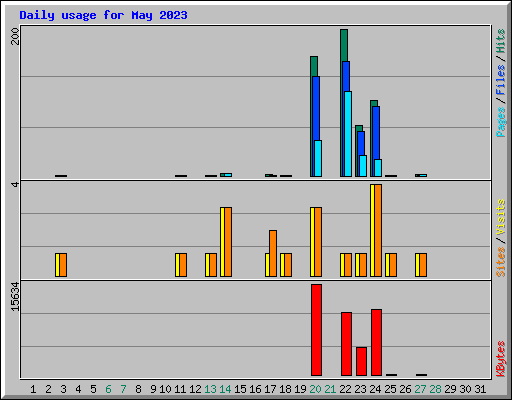 Daily usage for May 2023
200
Pages / Files / Hits
4
Sites / Visits
15634
KBytes
1 2 3 4 5 6 7 8 9 10 11 12 13 14 15 16 17 18 19 20 21 22 23 24 25 26 27 28 29 30 31